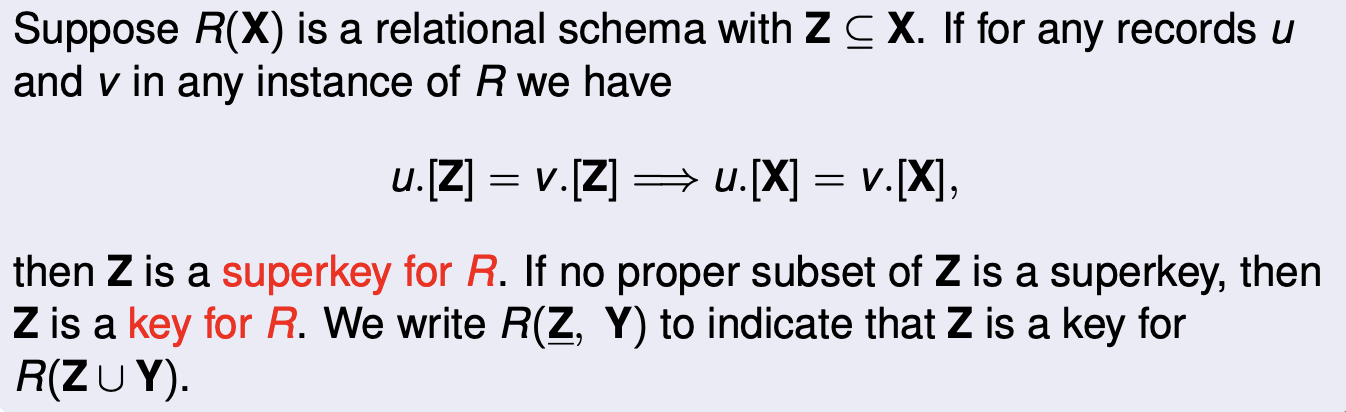 Suppose R(X) is a relational schema with Z ⊆ X. If for any records u
and v in any instance of R we have
u.[Z] = v.[Z] ⟹ u.[X] = v.[X],
then Z is a superkey for R. If no proper subset of Z is a superkey, then
Z is a key for R. We write R(Z, Y) to indicate that Z is a key for
R(Z ∪ Y).